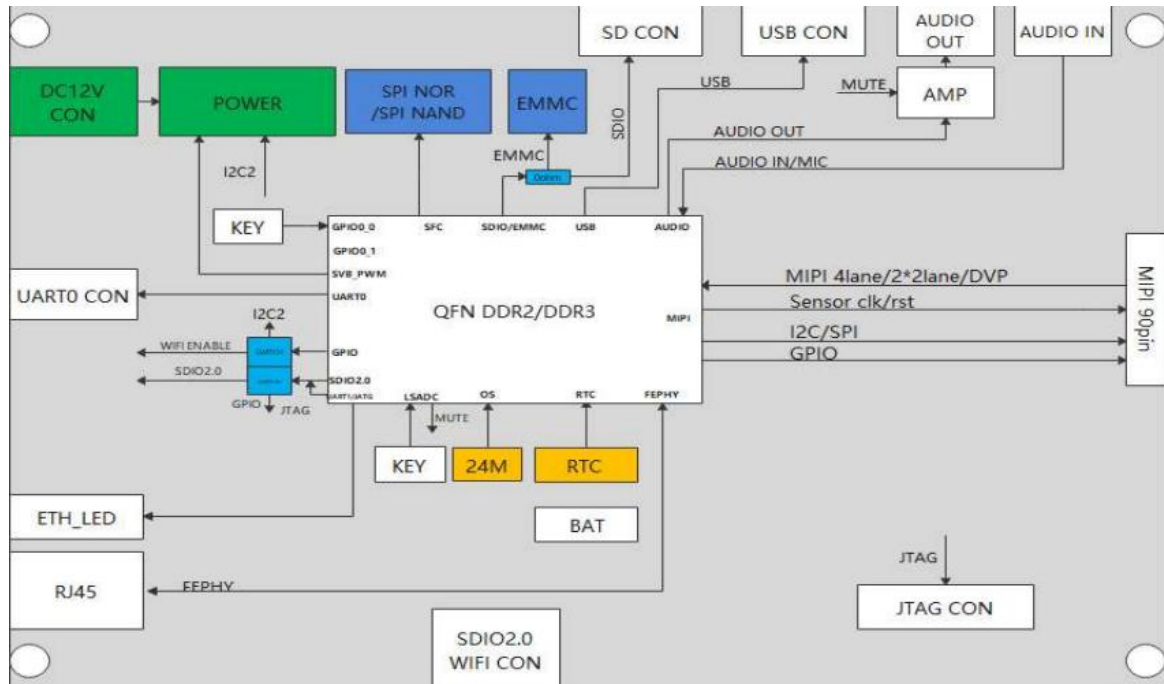 SD CON
USB CON
AUDIO
OUT
AUDIO IN
DC12V
CON
POWER
SPI NOR
/SPI NAND
EMMC
SDIO
USB
MUTE
AMP
AUDIO OUT
EMMC
AUDIO IN/MIC
I2C2
KEY
GPIO0_0
SFC
SDIO/EMMC
USB
AUDIO
GPIO0_1
SVB_PWM
UART0 CON
UART0
QFN DDR2/DDR3
MIPI
MIPI 4lane/2*2lane/DVP
Sensor clk/rst
I2C/SPI
GPIO
MIPI 90pin
I2C2
WIFI ENABLE
GPIO
SDIO2.0
SDIO2.0
GPIO
JTAG
LSADC
MUTE
OS
RTC
FEPHY
KEY
24M
RTC
BAT
ETH_LED
RJ45
FEPHY
JTAG
JTAG CON
SDIO2.0
WIFI CON